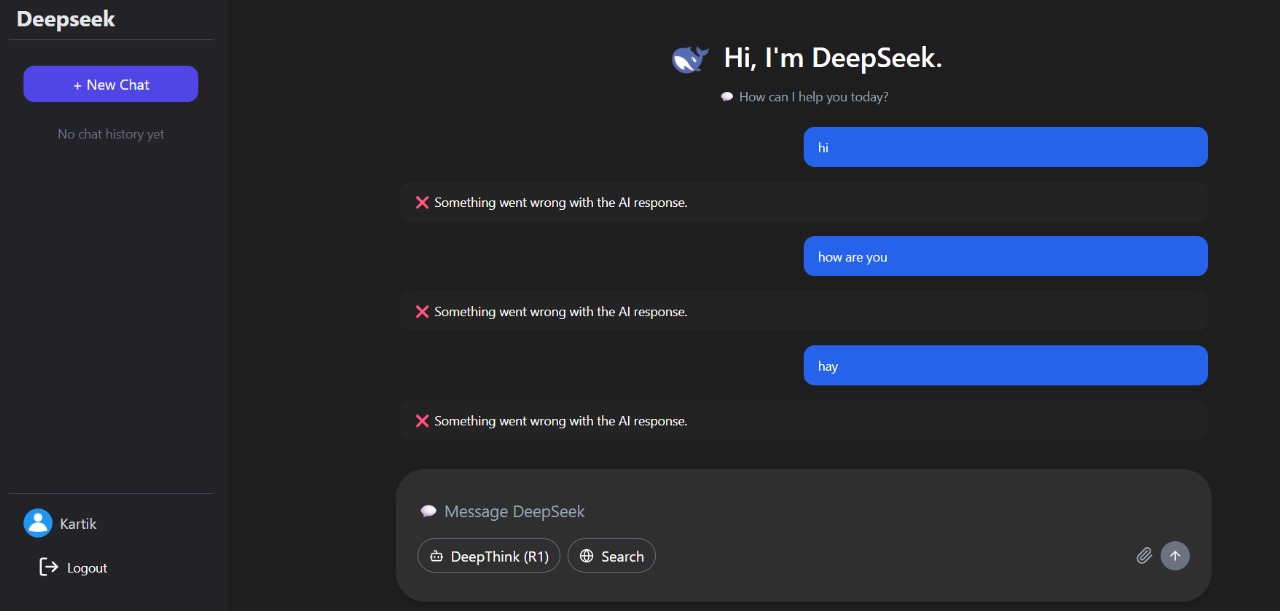 Deepseek
+ New Chat
No chat history yet
Kartik
Logout
Hi, I'm DeepSeek.
How can I help you today?
hi
Something went wrong with the AI response.
how are you
Something went wrong with the AI response.
hay
Something went wrong with the AI response.
Message DeepSeek
DeepThink (R1)
Search